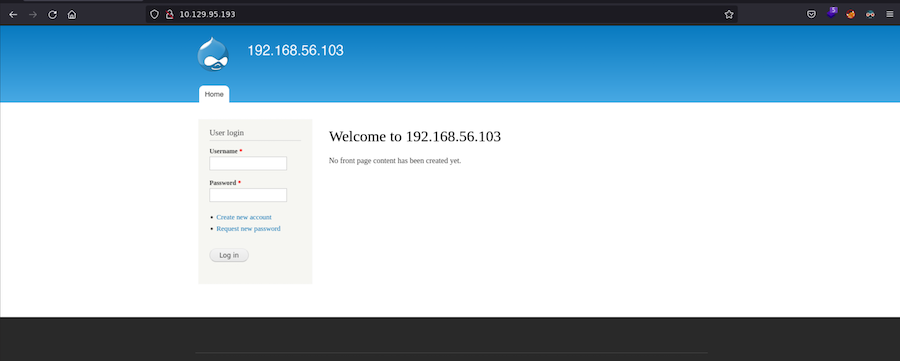 10.129.95.193
5
192.168.56.103
Home
User login
Username *
Password *
Create new account
Request new password
Log in
Welcome to 192.168.56.103
No front page content has been created yet.